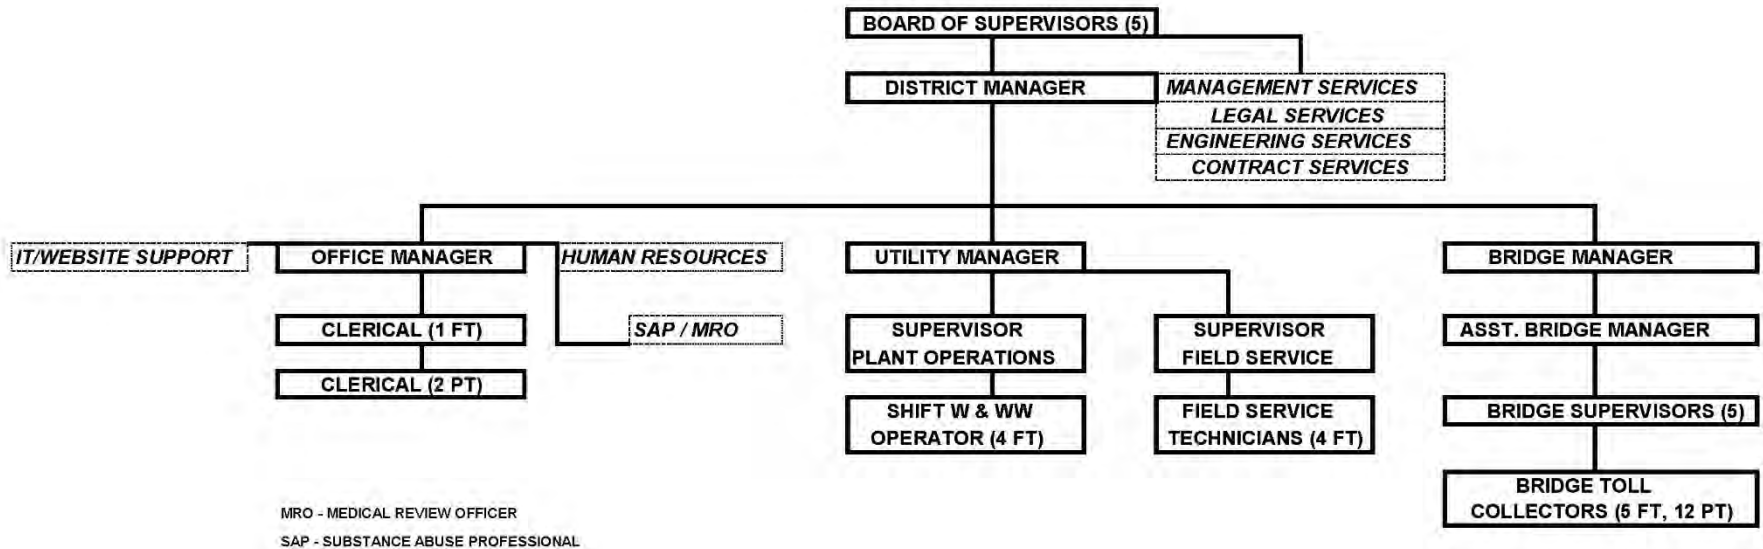 BOARD OF SUPERVISORS (5)
DISTRICT MANAGER
MANAGEMENT SERVICES
LEGAL SERVICES
ENGINEERING SERVICES
CONTRACT SERVICES
IT/WEBSITE SUPPORT
OFFICE MANAGER
HUMAN RESOURCES
UTILITY MANAGER
BRIDGE MANAGER
CLERICAL (1 FT)
SAP / MRO
SUPERVISOR
PLANT OPERATIONS
SUPERVISOR
FIELD SERVICE
ASST. BRIDGE MANAGER
CLERICAL (2 PT)
SHIFT W & WW
OPERATOR (4 FT)
FIELD SERVICE
TECHNICIANS (4 FT)
BRIDGE SUPERVISORS (5)
BRIDGE TOLL
COLLECTORS (5 FT, 12 PT)
MRO - MEDICAL REVIEW OFFICER
SAP - SUBSTANCE ABUSE PROFESSIONAL